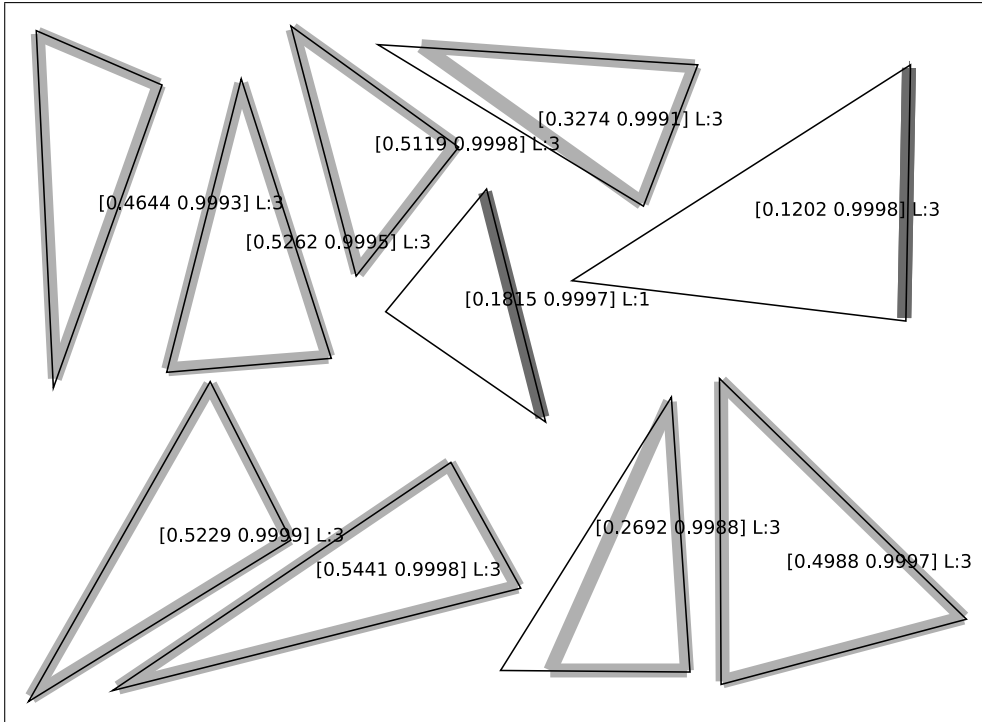 [0.3274 0.9991] L:3
[0.5119 0.9998] L:3
[0.4644 0.9993] L:3
[0.1202 0.9998] L:3
[0.5262 0.9995] L:3
[0.1815 0.9997] L:1
[0.2692 0.9988] L:3
[0.5229 0.9999] L:3
[0.4988 0.9997] L:3
[0.5441 0.9998] L:3